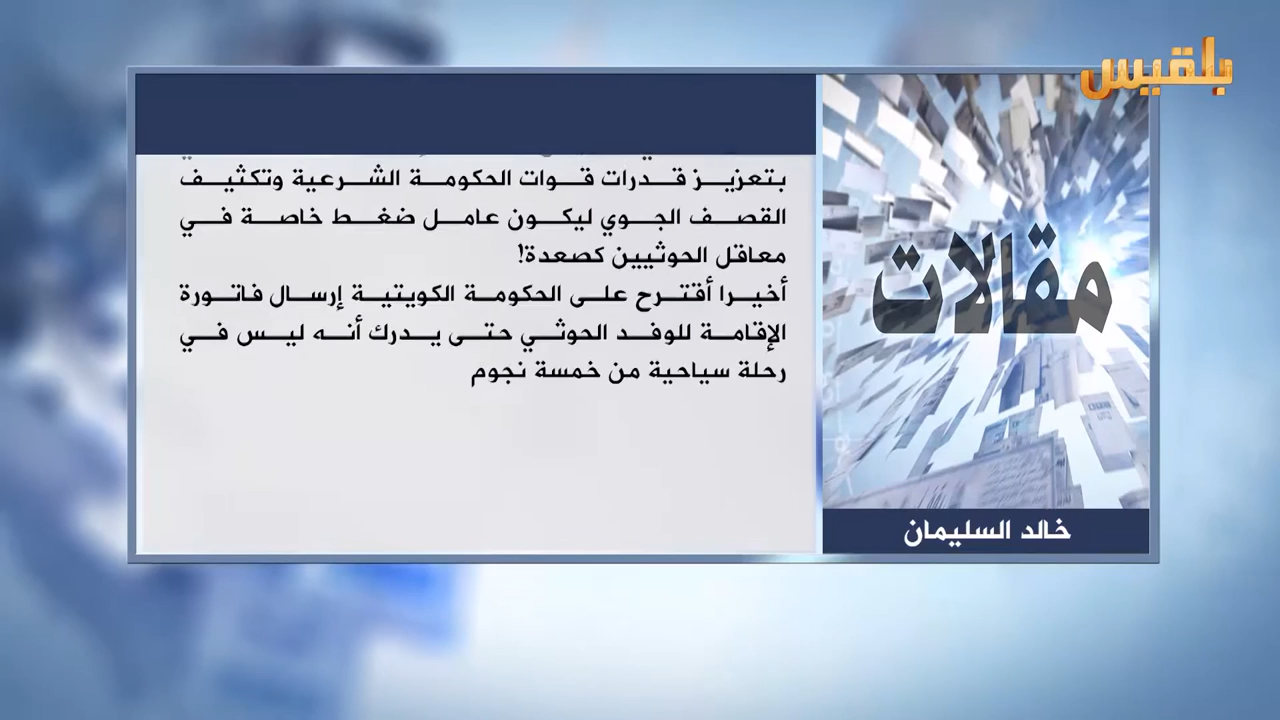 بلقيس
بتعزيز قدرات قوات الحكومة الشرعية وتكثيف
القصف الجوي ليكون عامل ضغط خاصة في
معاقل الحوثيين كصعدة!
أخيرا أقترح على الحكومة الكويتية إرسال فاتورة
الإقامة للوفد الحوثي حتى يدرك أنه ليس في
رحلة سياحية من خمسة نجوم
مقالات
خالد السليمان